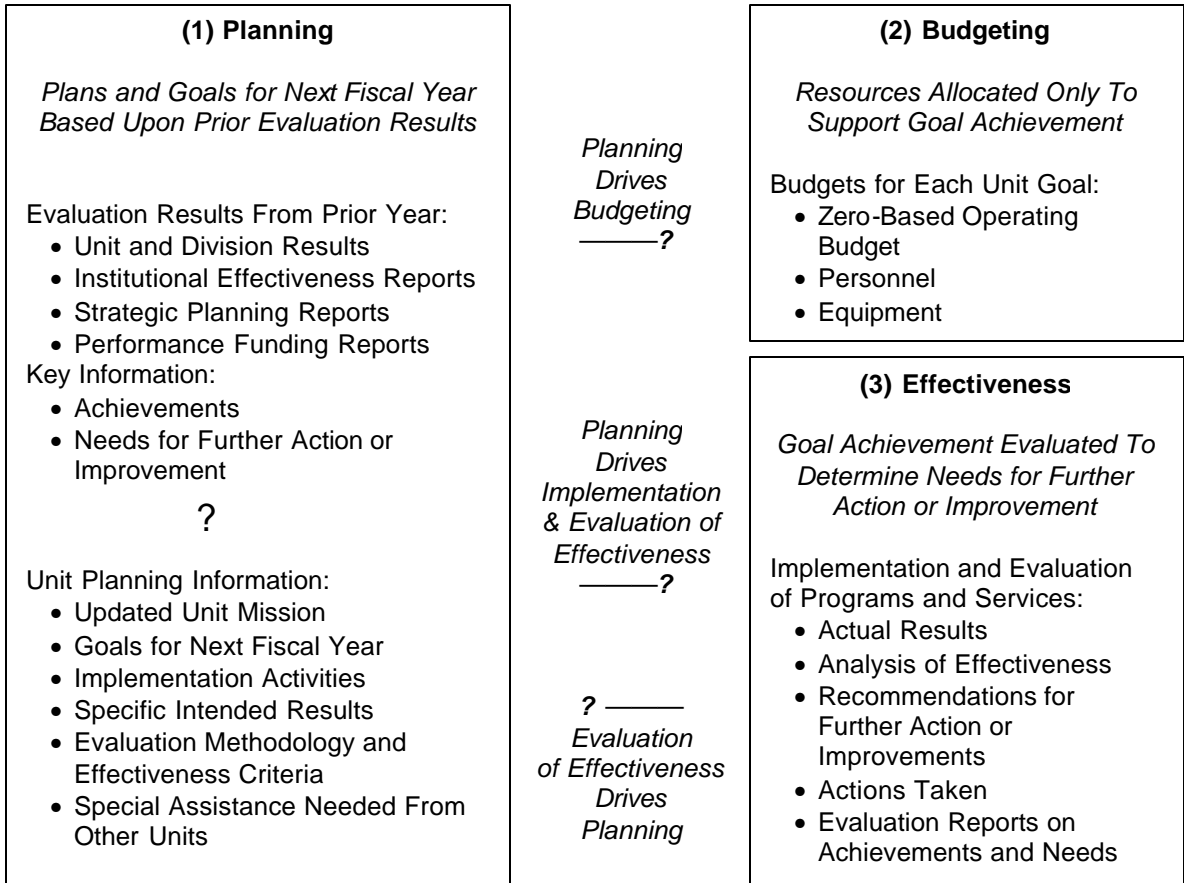 (1) Planning
Plans and Goals for Next Fiscal Year
Based Upon Prior Evaluation Results
Evaluation Results From Prior Year:
• Unit and Division Results
• Institutional Effectiveness Reports
• Strategic Planning Reports
• Performance Funding Reports
Key Information:
• Achievements
• Needs for Further Action or
Improvement
?
Unit Planning Information:
• Updated Unit Mission
• Goals for Next Fiscal Year
• Implementation Activities
• Specific Intended Results
• Evaluation Methodology and
Effectiveness Criteria
• Special Assistance Needed From
Other Units
Planning
Drives
Budgeting
———?
Planning
Drives
Implementation
& Evaluation of
Effectiveness
———?
? ———
Evaluation
of Effectiveness
Drives
Planning
(2) Budgeting
Resources Allocated Only To
Support Goal Achievement
Budgets for Each Unit Goal:
• Zero-Based Operating
Budget
• Personnel
• Equipment
(3) Effectiveness
Goal Achievement Evaluated To
Determine Needs for Further
Action or Improvement
Implementation and Evaluation
of Programs and Services:
• Actual Results
• Analysis of Effectiveness
• Recommendations for
Further Action or
Improvements
• Actions Taken
• Evaluation Reports on
Achievements and Needs